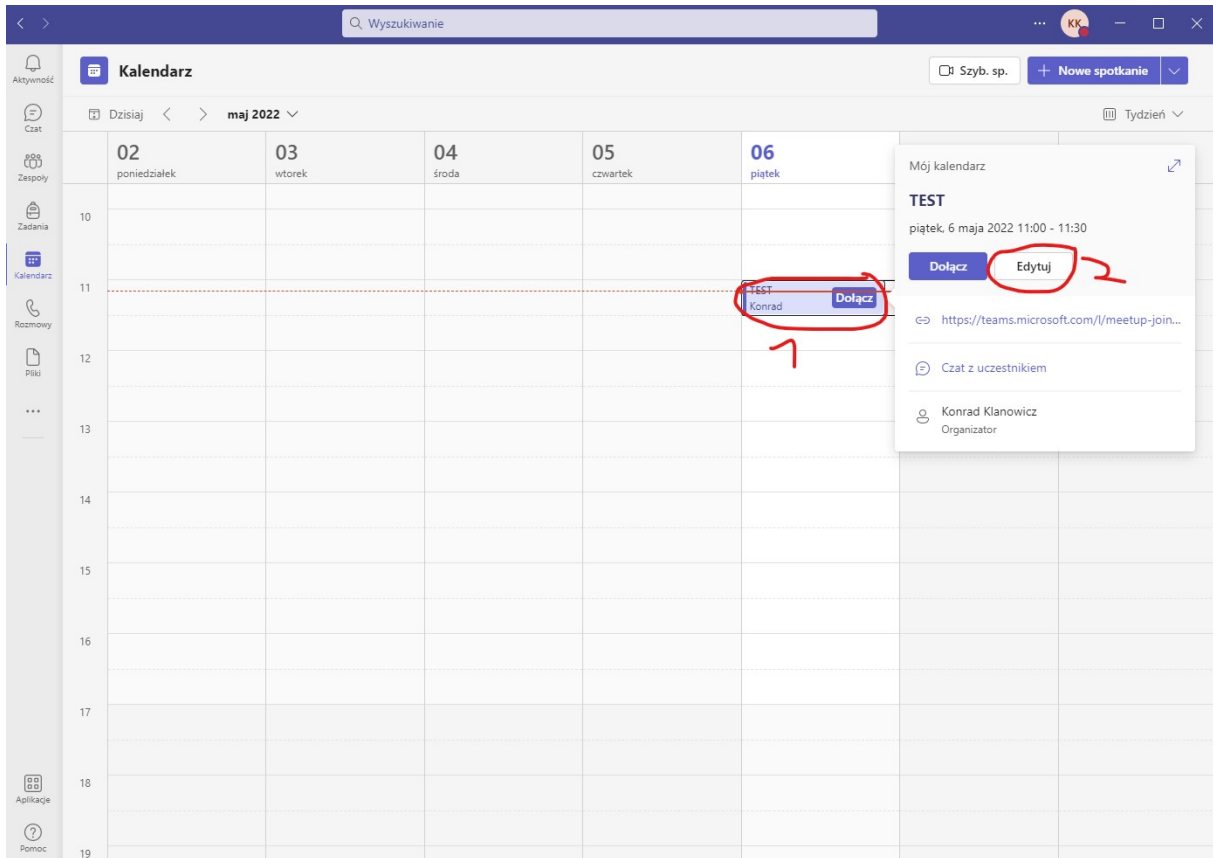 Wyszukiwanie
KK
Aktywność
Czat
Zespoły
Zadania
Kalendarz
Rozmowy
Pliki
Aplikacje
Pomoc
Kalendarz
Szyb. sp.
Nowe spotkanie
Dzisiaj
maj 2022
Tydzień
02
poniedziałek
03
wtorek
04
środa
05
czwartek
06
piątek
10
11
12
13
14
15
16
17
18
19
TEST
Konrad
Dołącz
1
Mój kalendarz
TEST
piątek, 6 maja 2022 11:00 - 11:30
Dołącz
Edytuj
2
https://teams.microsoft.com/l/meetup-join...
Czat z uczestnikiem
Konrad Klanowicz
Organizator